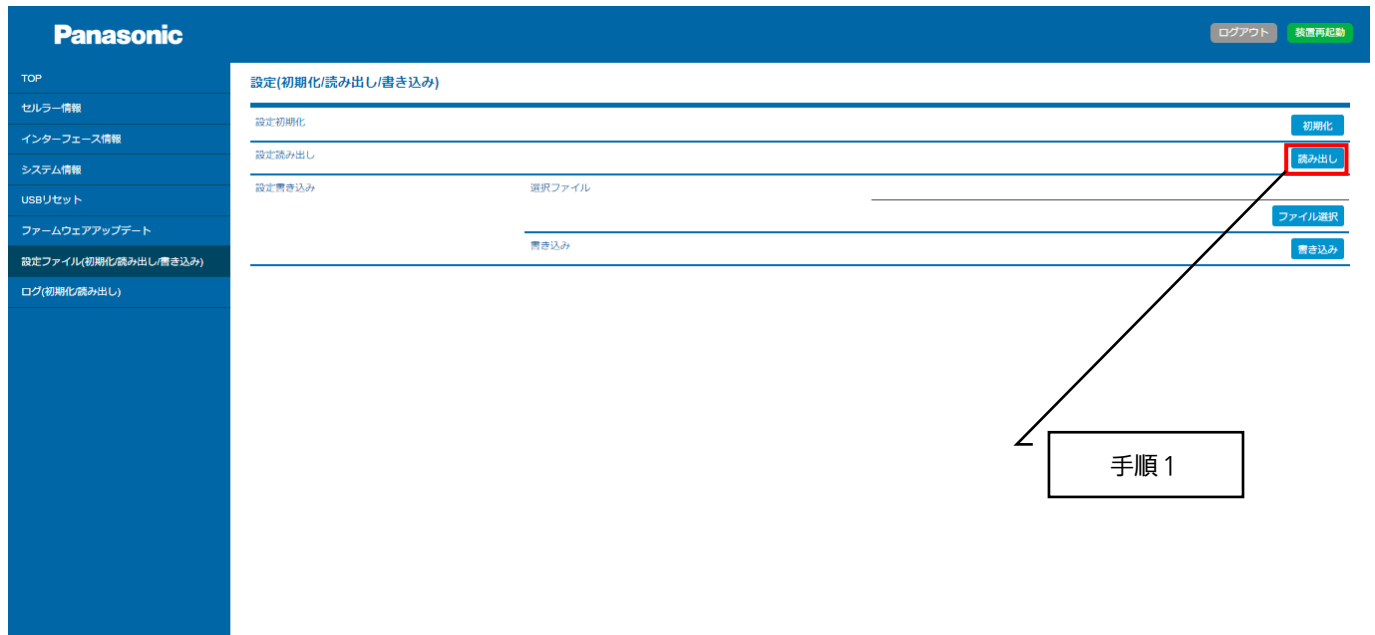 Panasonic
ログアウト 装置再起動
TOP
セルラー情報
インターフェース情報
システム情報
USBリセット
ファームウェアアップデート
設定ファイル(初期化/読み出し/書き込み)
ログ(初期化/読み出し)
設定(初期化/読み出し/書き込み)
設定初期化 初期化
設定読み出し 読み出し
設定書き込み 選択ファイル
ファイル選択
書き込み 書き込み
手順1